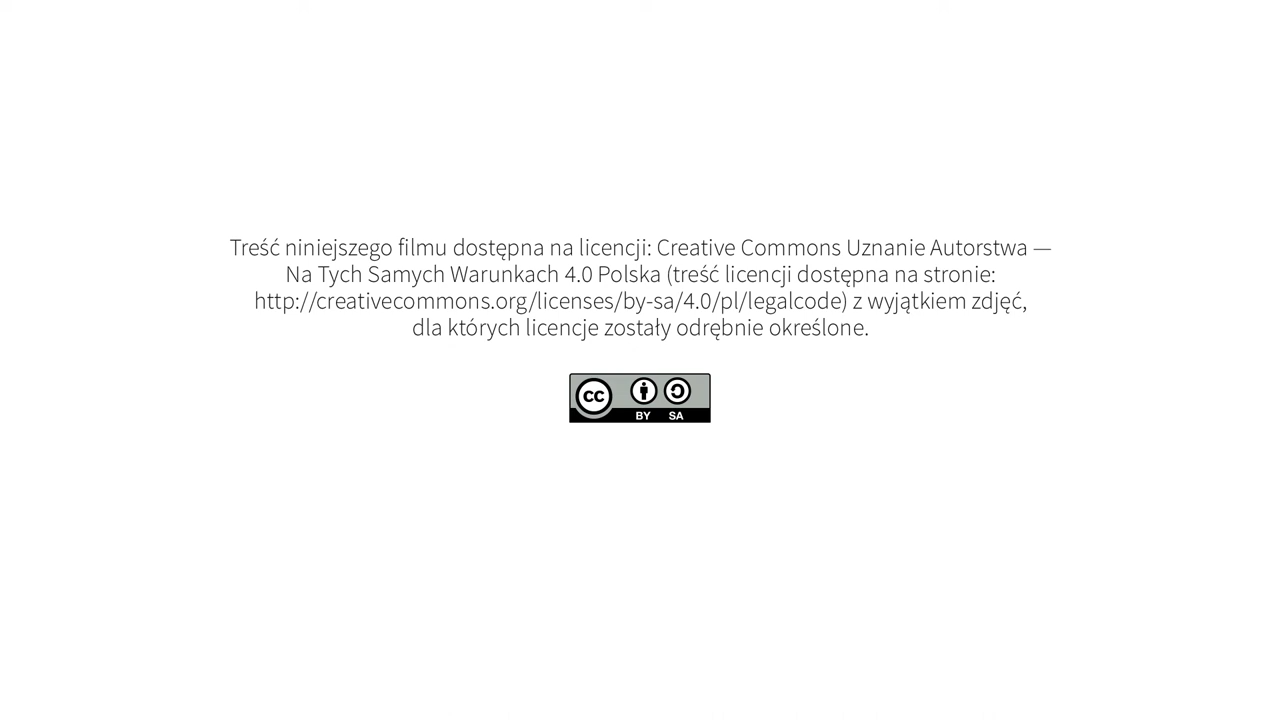 Treść niniejszego filmu dostępna na licencji: Creative Commons Uznanie Autorstwa —
Na Tych Samych Warunkach 4.0 Polska (treść licencji dostępna na stronie:
http://creativecommons.org/licenses/by-sa/4.0/pl/legalcode) z wyjątkiem zdjęć,
dla których licencje zostały odrębnie określone.
cc
BY SA